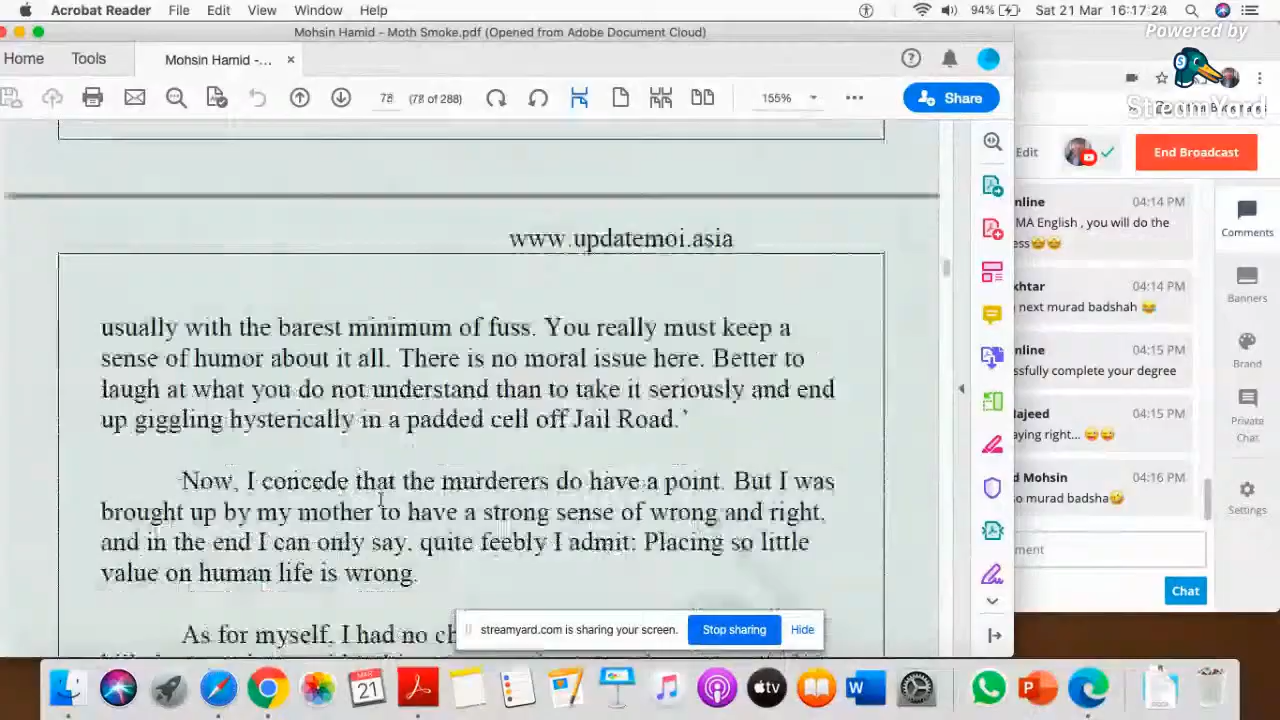 Acrobat Reader File Edit View Window Help 94% Sat 21 Mar 16:17:24
Powered by
StreamYard
Mohsin Hamid - Moth Smoke.pdf (Opened from Adobe Document Cloud)
Home Tools Mohsin Hamid -... ×
78 (78 of 288) 155% Share
Edit End Broadcast
www.updatemoi.asia
usually with the barest minimum of fuss. You really must keep a
sense of humor about it all. There is no moral issue here. Better to
laugh at what you do not understand than to take it seriously and end
up giggling hysterically in a padded cell off Jail Road.'
Now, I concede that the murderers do have a point. But I was
brought up by my mother to have a strong sense of wrong and right,
and in the end I can only say, quite feebly I admit: Placing so little
value on human life is wrong.
As for myself, I had no ch
streamyard.com is sharing your screen. Stop sharing Hide
nline 04:14 PM
MA English , you will do the
ess
khtar 04:14 PM
next murad badshah
nline 04:15 PM
ssfully complete your degree
lajeed 04:15 PM
aying right...
d Mohsin 04:16 PM
so murad badsha
ment
Chat
Comments
Banners
Brand
Private
Chat
Settings
MAR
21
tv
W
P